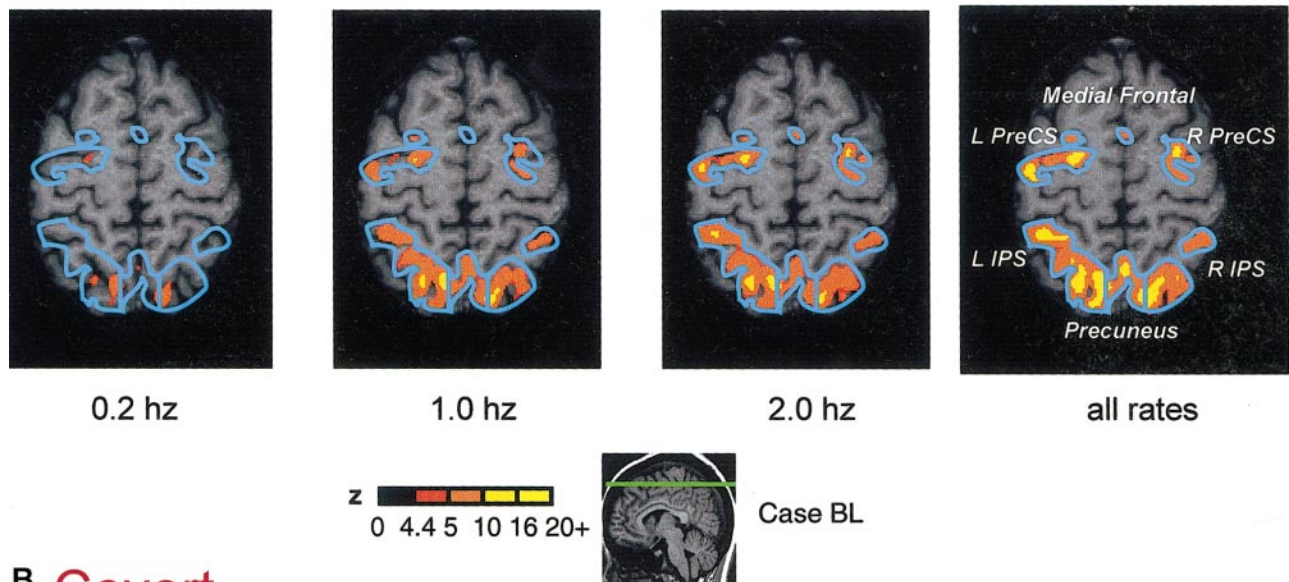 Medial Frontal
L PreCS R PreCS
L IPS R IPS
Precuneus
0.2 hz 1.0 hz 2.0 hz all rates
z
0 4.4 5 10 16 20+
Case BL
B Covert